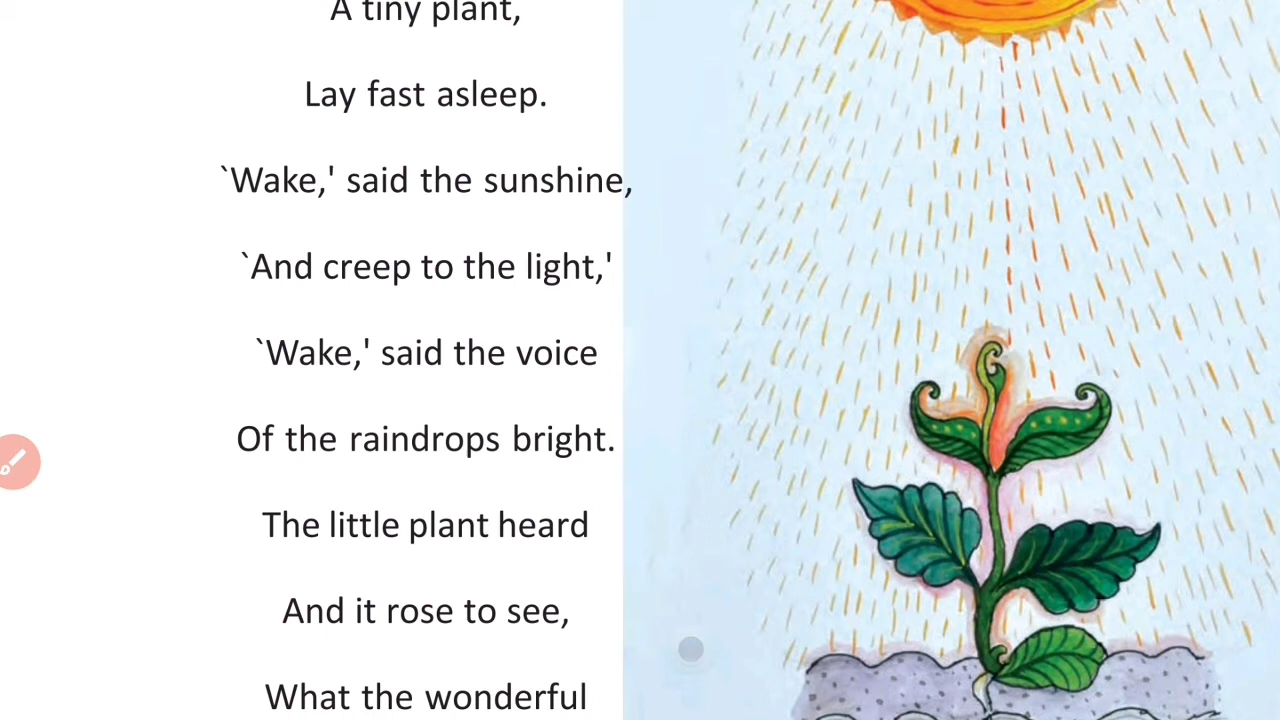 A tiny plant,
Lay fast asleep.
`Wake,' said the sunshine,
`And creep to the light,'
`Wake,' said the voice
Of the raindrops bright.
The little plant heard
And it rose to see,
What the wonderful